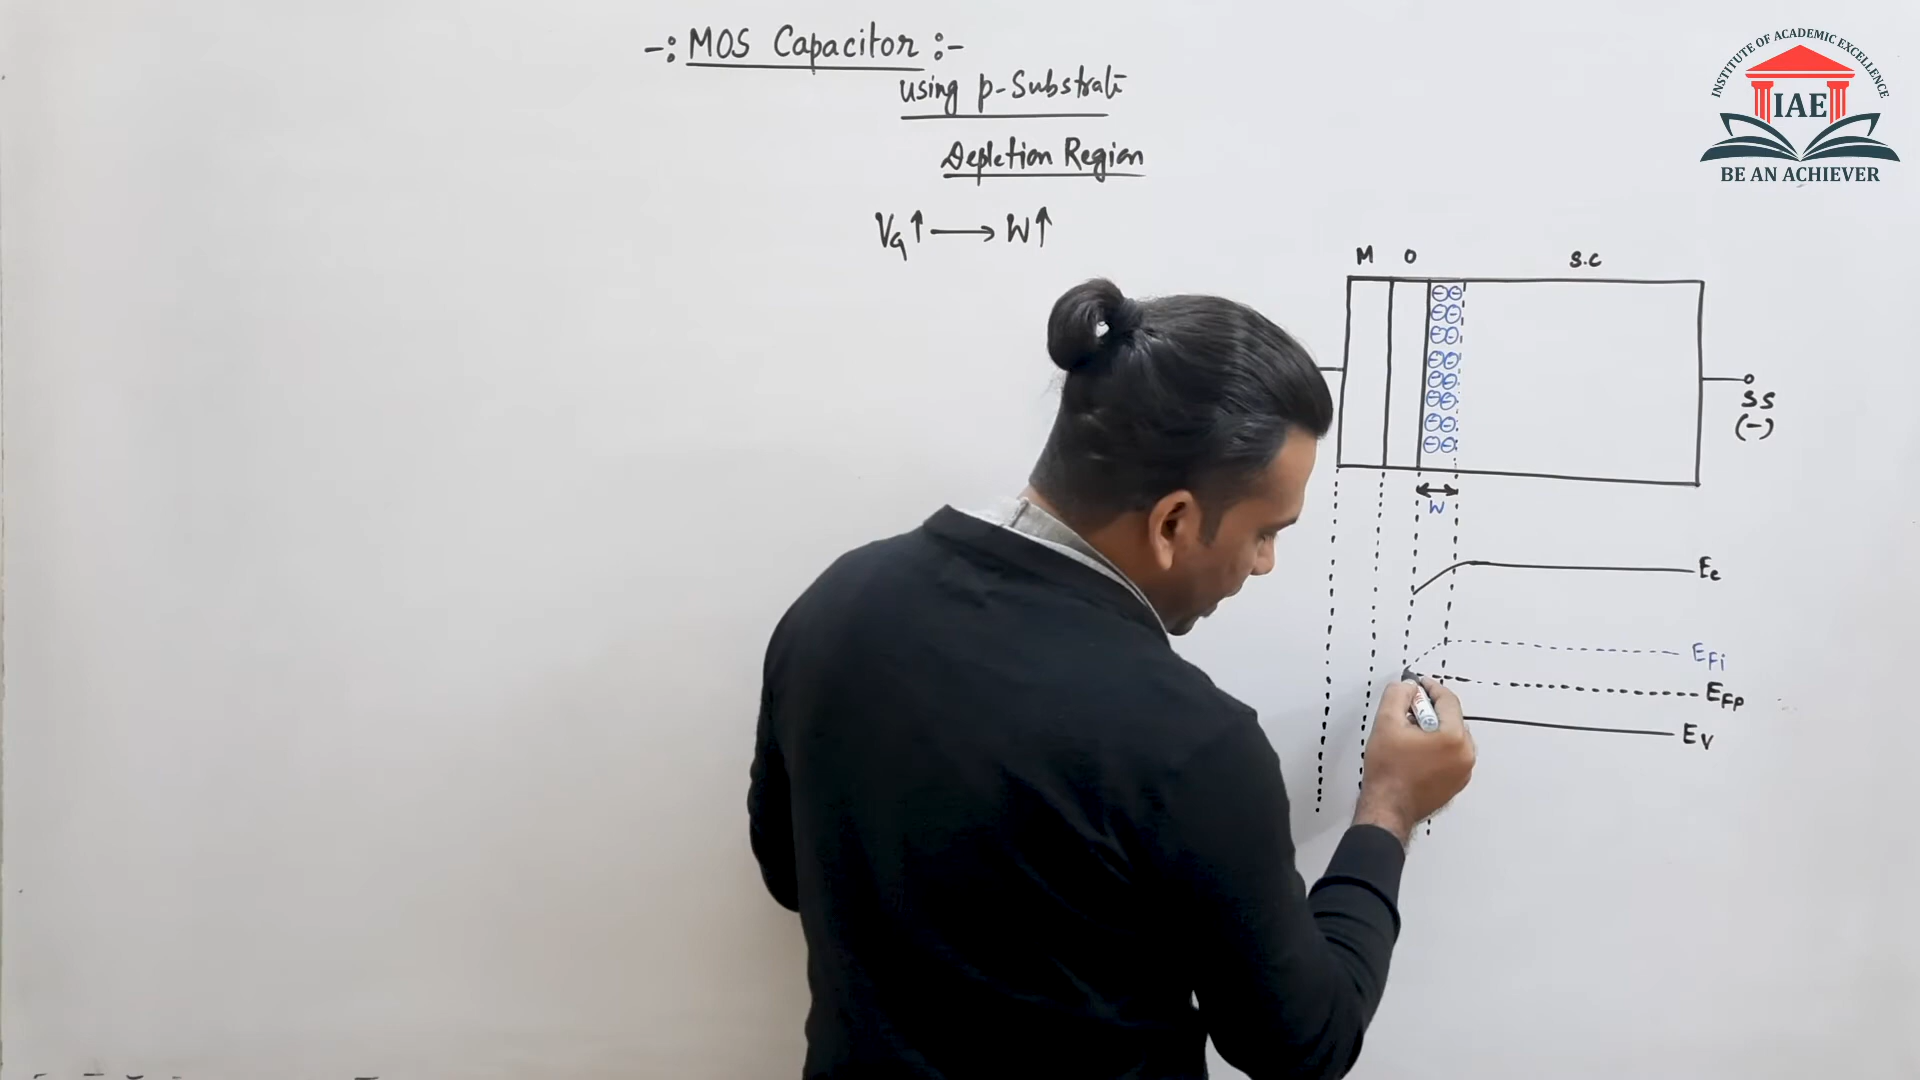 -: MOS Capacitor :-
using p-Substrate
Depletion Region
VG↑ → W↑
M O S.C
⊖⊖
⊖⊖
⊖⊖
⊖⊖
⊖⊖
⊖⊖
⊖⊖
⊖⊖
SS
(-)
W
Ec
EFi
EFP
EV
INSTITUTE OF ACADEMIC EXCELLENCE
IAE
BE AN ACHIEVER